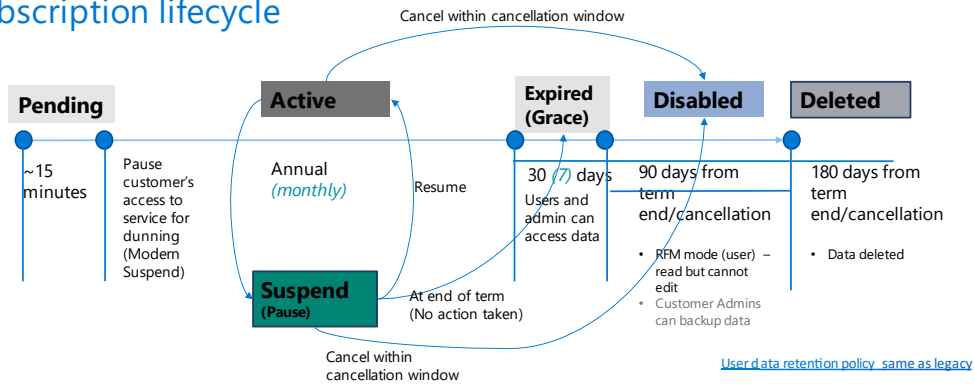 bscription lifecycle
Cancel within cancellation window
Pending
Active
Expired
(Grace)
Disabled
Deleted
~15
minutes
Pause
customer's
access to
service for
dunning
(Modern
Suspend)
Annual
(monthly)
Resume
30 (7) days
Users and
admin can
access data
90 days from
term
end/cancellation
• RFM mode (user) –
read but cannot
edit
• Customer Admins
can backup data
180 days from
term
end/cancellation
• Data deleted
Suspend
(Pause)
At end of term
(No action taken)
Cancel within
cancellation window
User data retention policy same as legacy